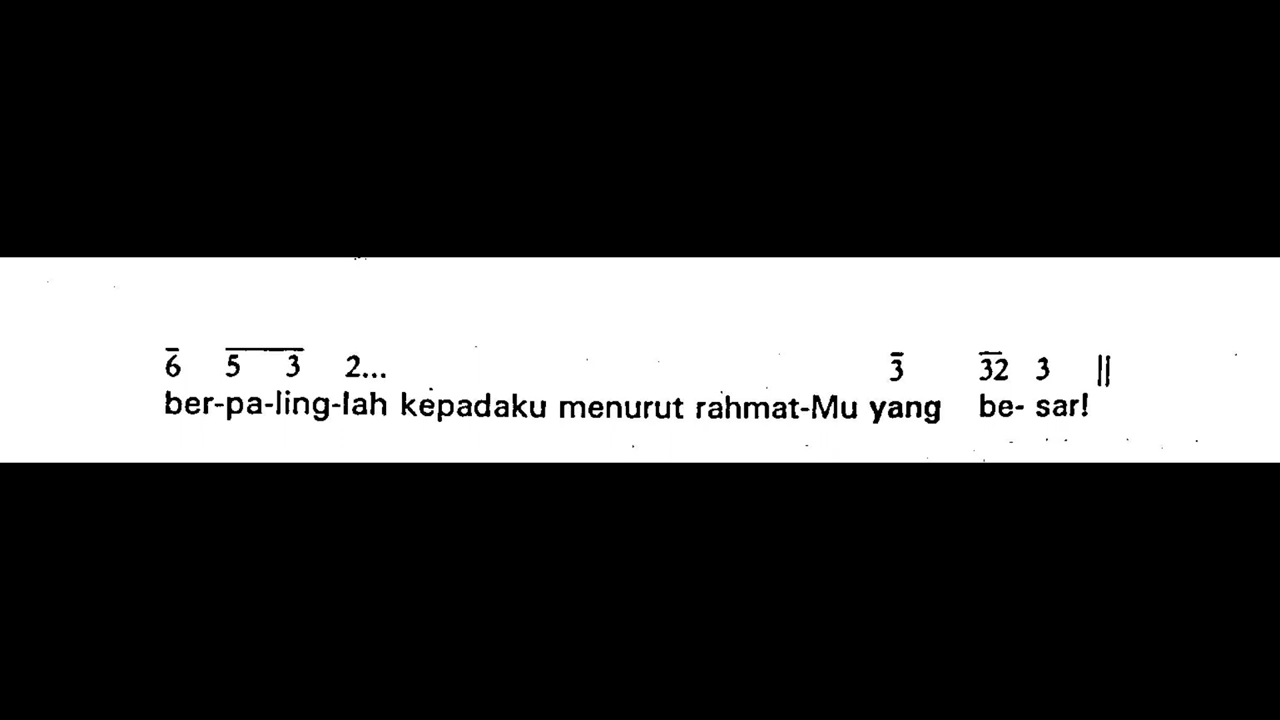 6 5 3 2... 3 32 3 ||
ber-pa-ling-lah kepadaku menurut rahmat-Mu yang be- sar!